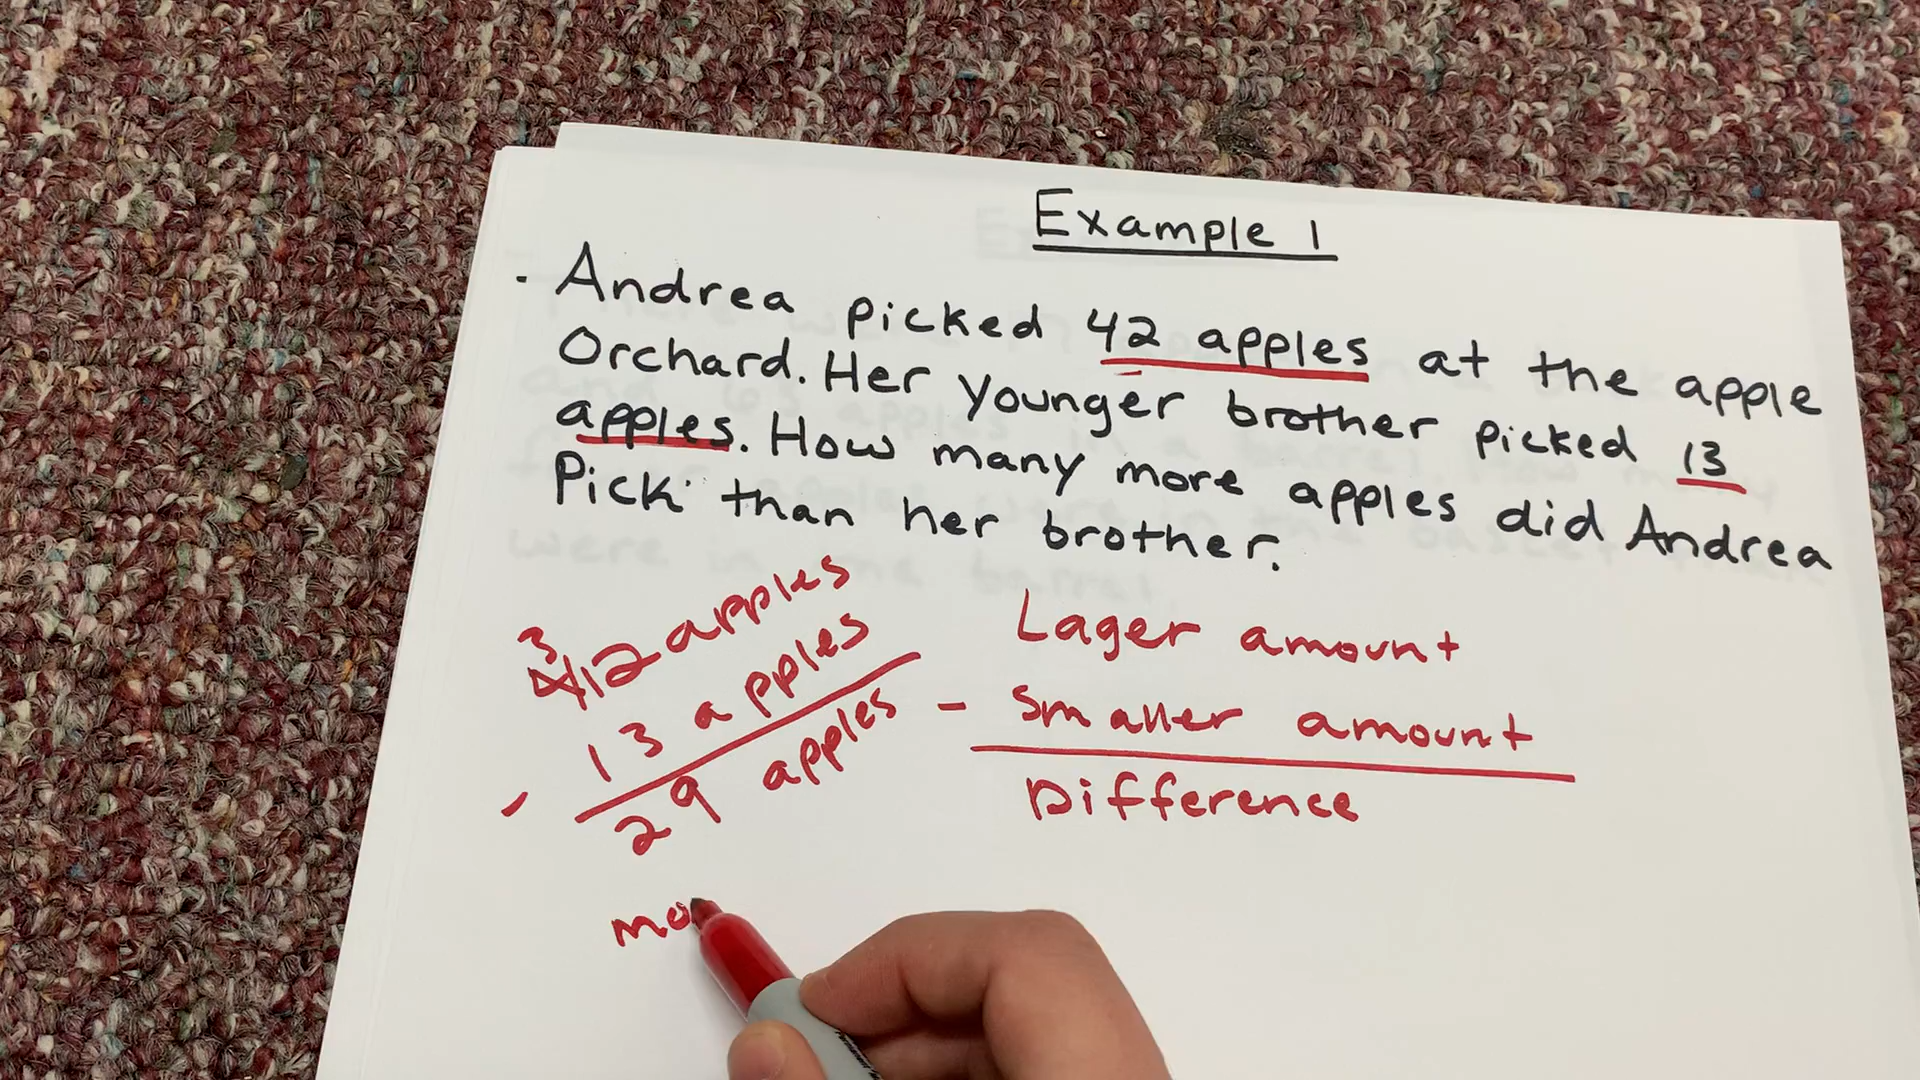 Example 1
. Andrea picked 42 apples at the apple
Orchard. Her younger brother picked 13
apples. How many more apples did Andrea
Pick than her brother.
3
412 apples
- 13 apples
29 apples
mo
Lager amount
- Smaller amount
Difference